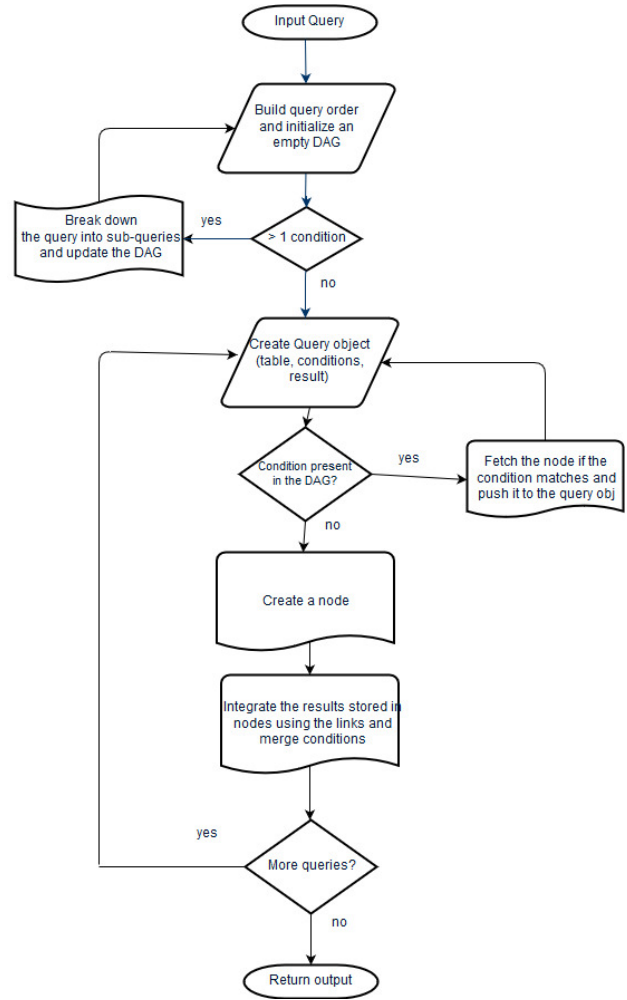 Input Query
Build query order
and initialize an
empty DAG
Break down
the query into sub-queries
and update the DAG
yes
> 1 condition
no
Create Query object
(table, conditions,
result)
Condition present
in the DAG?
yes
Fetch the node if the
condition matches and
push it to the query obj
no
Create a node
Integrate the results stored in
nodes using the links and
merge conditions
yes
More queries?
no
Return output